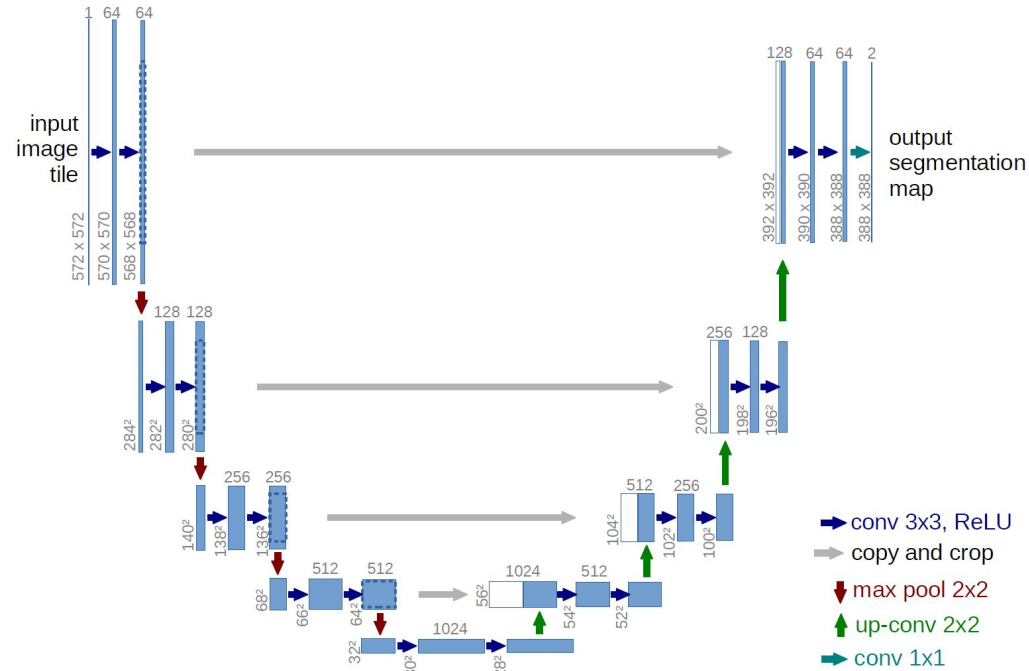 1 64 64
128 64 64 2
input
image
tile
output
segmentation
map
572 x 572
570 x 570
568 x 568
392 x 392
390 x 390
388 x 388
388 x 388
128 128
256 128
284²
282²
280²
200²
198²
196²
256 256
512 256
140²
138²
136²
104²
102²
100²
conv 3x3, ReLU
copy and crop
max pool 2x2
up-conv 2x2
conv 1x1
512 512
1024 512
68²
66²
64²
56²
54²
52²
1024
32²